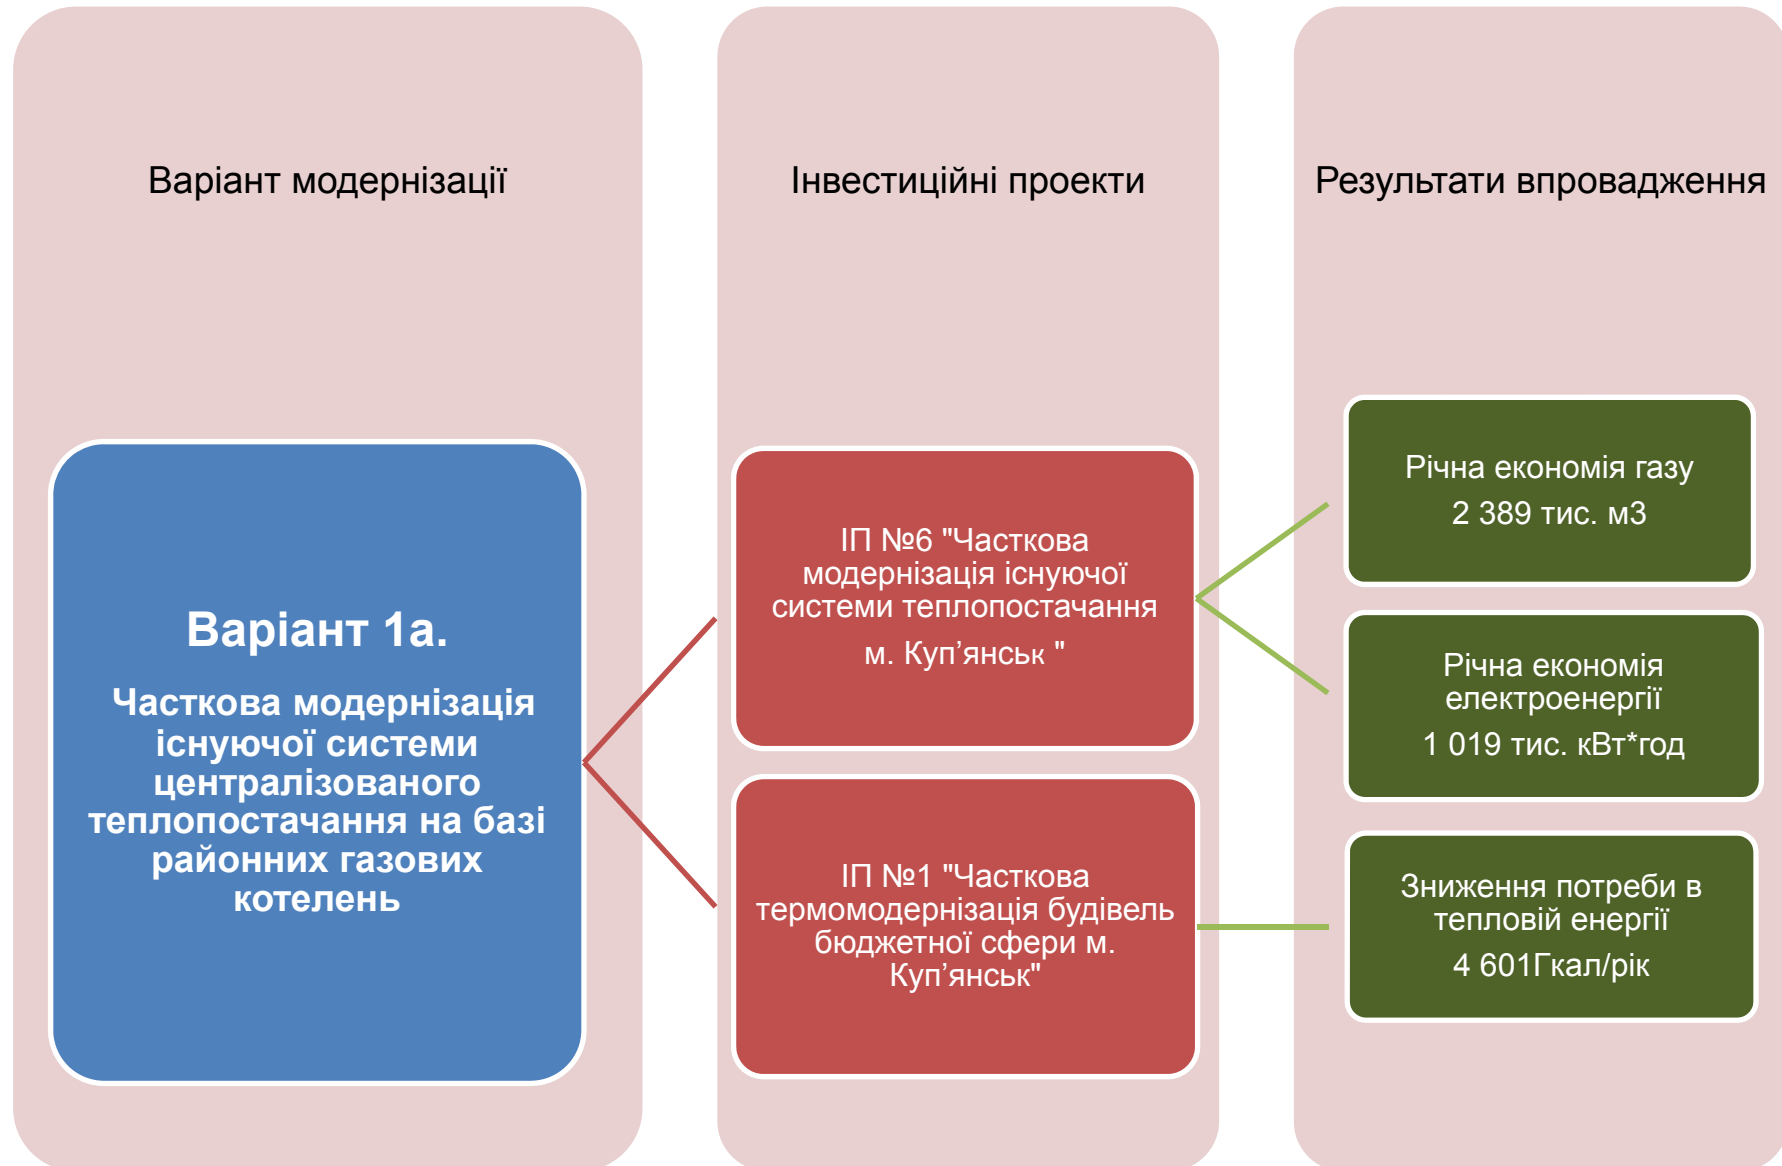 Варіант модернізації
Інвестиційні проекти
Результати впровадження
Варіант 1а.
Часткова модернізація
існуючої системи
централізованого
теплопостачання на базі
районних газових
котелень
ІП №6 "Часткова
модернізація існуючої
системи теплопостачання
м. Куп’янськ "
ІП №1 "Часткова
термомодернізація будівель
бюджетної сфери м.
Куп’янськ"
Річна економія газу
2 389 тис. м3
Річна економія
електроенергії
1 019 тис. кВт*год
Зниження потреби в
тепловій енергії
4 601Гкал/рік